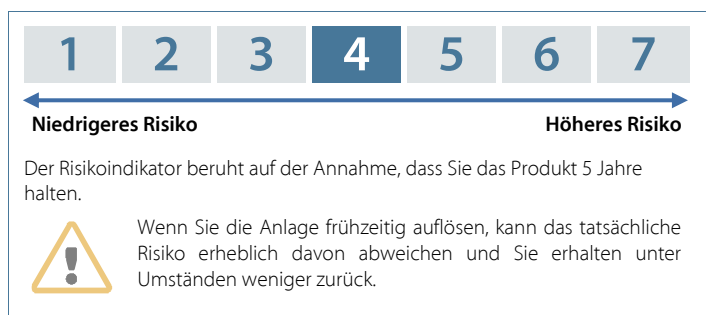 1 2 3 4 5 6 7
Niedrigeres Risiko Höheres Risiko
Der Risikoindikator beruht auf der Annahme, dass Sie das Produkt 5 Jahre
halten.
Wenn Sie die Anlage frühzeitig auflösen, kann das tatsächliche
Risiko erheblich davon abweichen und Sie erhalten unter
Umständen weniger zurück.